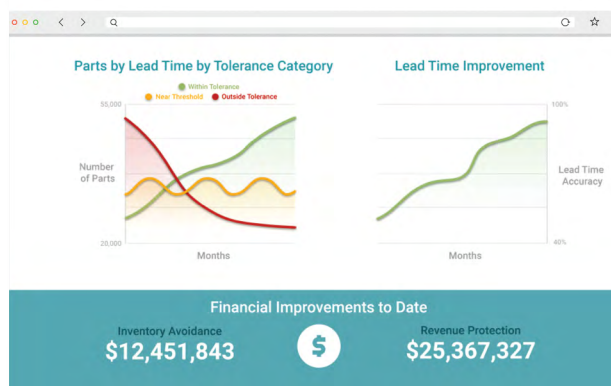 Parts by Lead Time by Tolerance Category
Within Tolerance
Near Threshold Outside Tolerance
55,000
Number
of Parts
20,000
Months
Lead Time Improvement
100%
Lead Time
Accuracy
40%
Months
Financial Improvements to Date
Inventory Avoidance
$12,451,843
$
Revenue Protection
$25,367,327